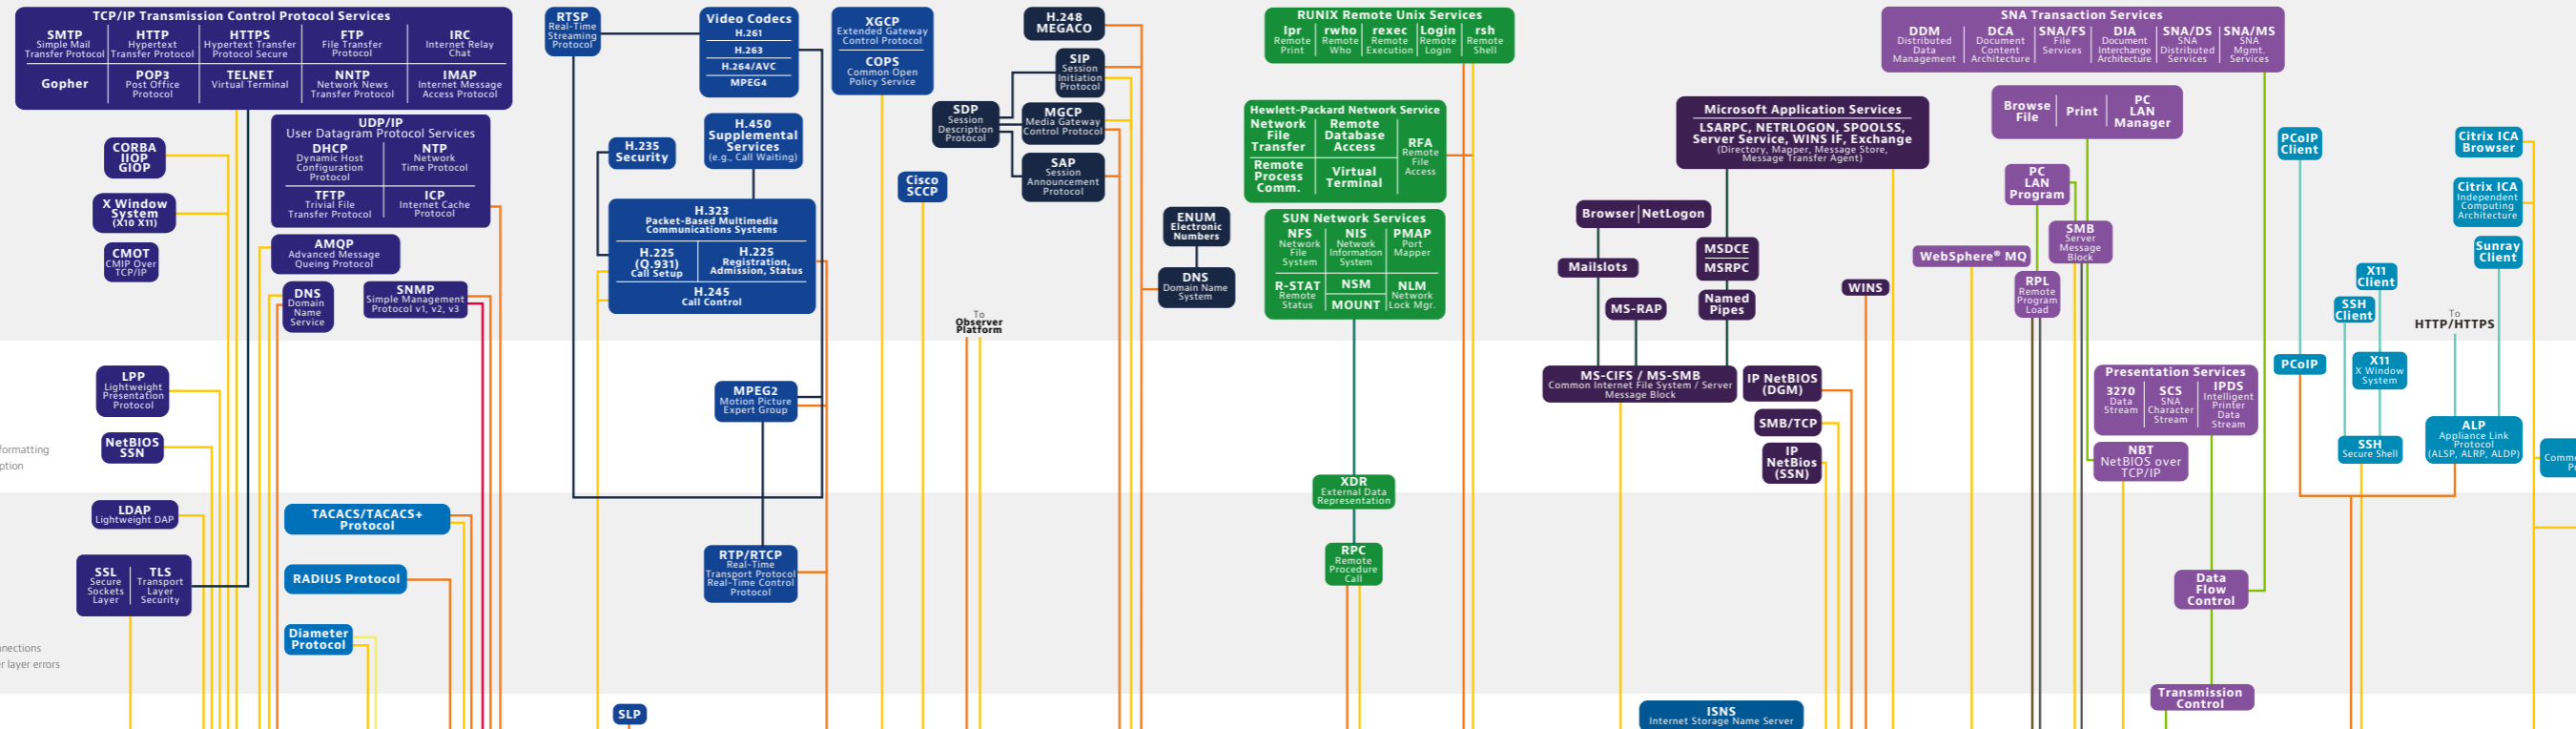 TCP/IP Transmission Control Protocol Services
SMTP
Simple Mail
Transfer Protocol
HTTP
Hypertext
Transfer Protocol
HTTPS
Hypertext Transfer
Protocol Secure
FTP
File Transfer
Protocol
IRC
Internet Relay
Chat
Gopher
POP3
Post Office
Protocol
TELNET
Virtual Terminal
NNTP
Network News
Transfer Protocol
IMAP
Internet Message
Access Protocol
UDP/IP
User Datagram Protocol Services
DHCP
Dynamic Host
Configuration
Protocol
NTP
Network
Time Protocol
TFTP
Trivial File
Transfer Protocol
ICP
Internet Cache
Protocol
CORBA
IIOP
GIOP
X Window
System
(X10 X11)
CMOT
CMIP Over
TCP/IP
AMQP
Advanced Message
Queing Protocol
DNS
Domain
Name
Service
SNMP
Simple Management
Protocol v1, v2, v3
LPP
Lightweight
Presentation
Protocol
NetBIOS
SSN
formatting
ption
LDAP
Lightweight DAP
SSL
Secure
Sockets
Layer
TLS
Transport
Layer
Security
TACACS/TACACS+
Protocol
RADIUS Protocol
Diameter
Protocol
nnections
r layer errors
RTSP
Real-Time
Streaming
Protocol
Video Codecs
H.261
H.263
H.264/AVC
MPEG4
XGCP
Extended Gateway
Control Protocol
COPS
Common Open
Policy Service
H.235
Security
H.450
Supplemental
Services
(e.g., Call Waiting)
H.323
Packet-Based Multimedia
Communications Systems
H.225
(Q.931)
Call Setup
H.225
Registration,
Admission, Status
H.245
Call Control
Cisco
SCCP
MPEG2
Motion Picture
Expert Group
RTP/RTCP
Real-Time
Transport Protocol
Real-Time Control
Protocol
SLP
To
Observer
Platform
H.248
MEGACO
SIP
Session
Initiation
Protocol
SDP
Session
Description
Protocol
MGCP
Media Gateway
Control Protocol
SAP
Session
Announcement
Protocol
ENUM
Electronic
Numbers
DNS
Domain Name
System
RUNIX Remote Unix Services
lpr
Remote
Print
rwho
Remote
Who
rexec
Remote
Execution
Login
Remote
Login
rsh
Remote
Shell
Hewlett-Packard Network Service
Network
File
Transfer
Remote
Database
Access
RFA
Remote
File
Access
Remote
Process
Comm.
Virtual
Terminal
SUN Network Services
NFS
Network
File
System
NIS
Network
Information
System
PMAP
Port
Mapper
R-STAT
Remote
Status
NSM
MOUNT
NLM
Network
Lock Mgr.
XDR
External Data
Representation
RPC
Remote
Procedure
Call
Microsoft Application Services
LSARPC, NETRLOGON, SPOOLSS,
Server Service, WINS IF, Exchange
(Directory, Mapper, Message Store,
Message Transfer Agent)
Browser
NetLogon
Mailslots
MSDCE
MSRPC
MS-RAP
Named
Pipes
WINS
MS-CIFS / MS-SMB
Common Internet File System / Server
Message Block
IP NetBIOS
(DGM)
SMB/TCP
IP
NetBios
(SSN)
ISNS
Internet Storage Name Server
SNA Transaction Services
DDM
Distributed
Data
Management
DCA
Document
Content
Architecture
SNA/FS
File
Services
DIA
Document
Interchange
Architecture
SNA/DS
SNA
Distributed
Services
SNA/MS
SNA
Mgmt.
Services
Browse
File
Print
PC
LAN
Manager
PC
LAN
Program
SMB
Server
Message
Block
WebSphere® MQ
RPL
Remote
Program
Load
Presentation Services
3270
Data
Stream
SCS
SNA
Character
Stream
IPDS
Intelligent
Printer
Data
Stream
NBT
NetBIOS over
TCP/IP
Data
Flow
Control
Transmission
Control
PCoIP
Client
Citrix ICA
Browser
Citrix ICA
Independent
Computing
Architecture
Sunray
Client
X11
Client
SSH
Client
To
HTTP/HTTPS
PCoIP
X11
X Window
System
SSH
Secure Shell
ALP
Appliance Link
Protocol
(ALSP, ALRP, ALDP)
Comm